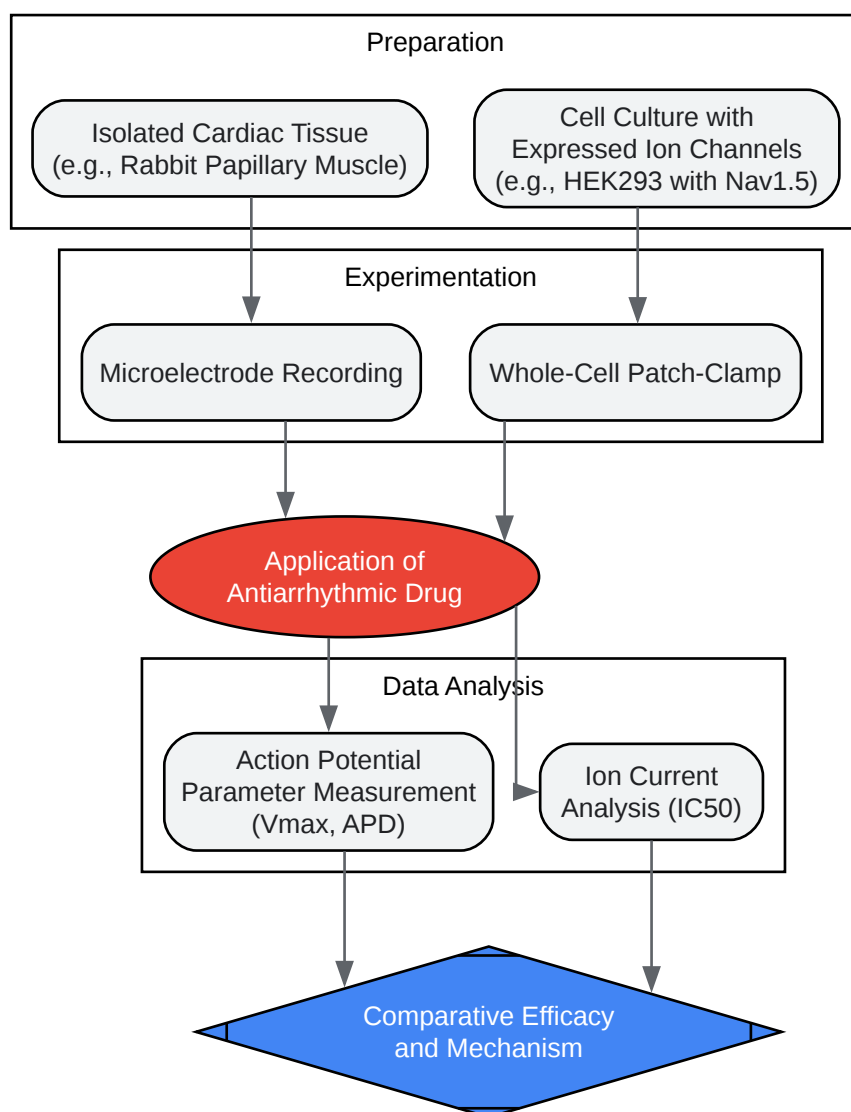 Preparation
Isolated Cardiac Tissue
(e.g., Rabbit Papillary Muscle)
Cell Culture with
Expressed Ion Channels
(e.g., HEK293 with Nav1.5)
Experimentation
Microelectrode Recording
Whole-Cell Patch-Clamp
Application of
Antiarrhythmic Drug
Data Analysis
Action Potential
Parameter Measurement
(Vmax, APD)
Ion Current
Analysis (IC50)
Comparative Efficacy
and Mechanism